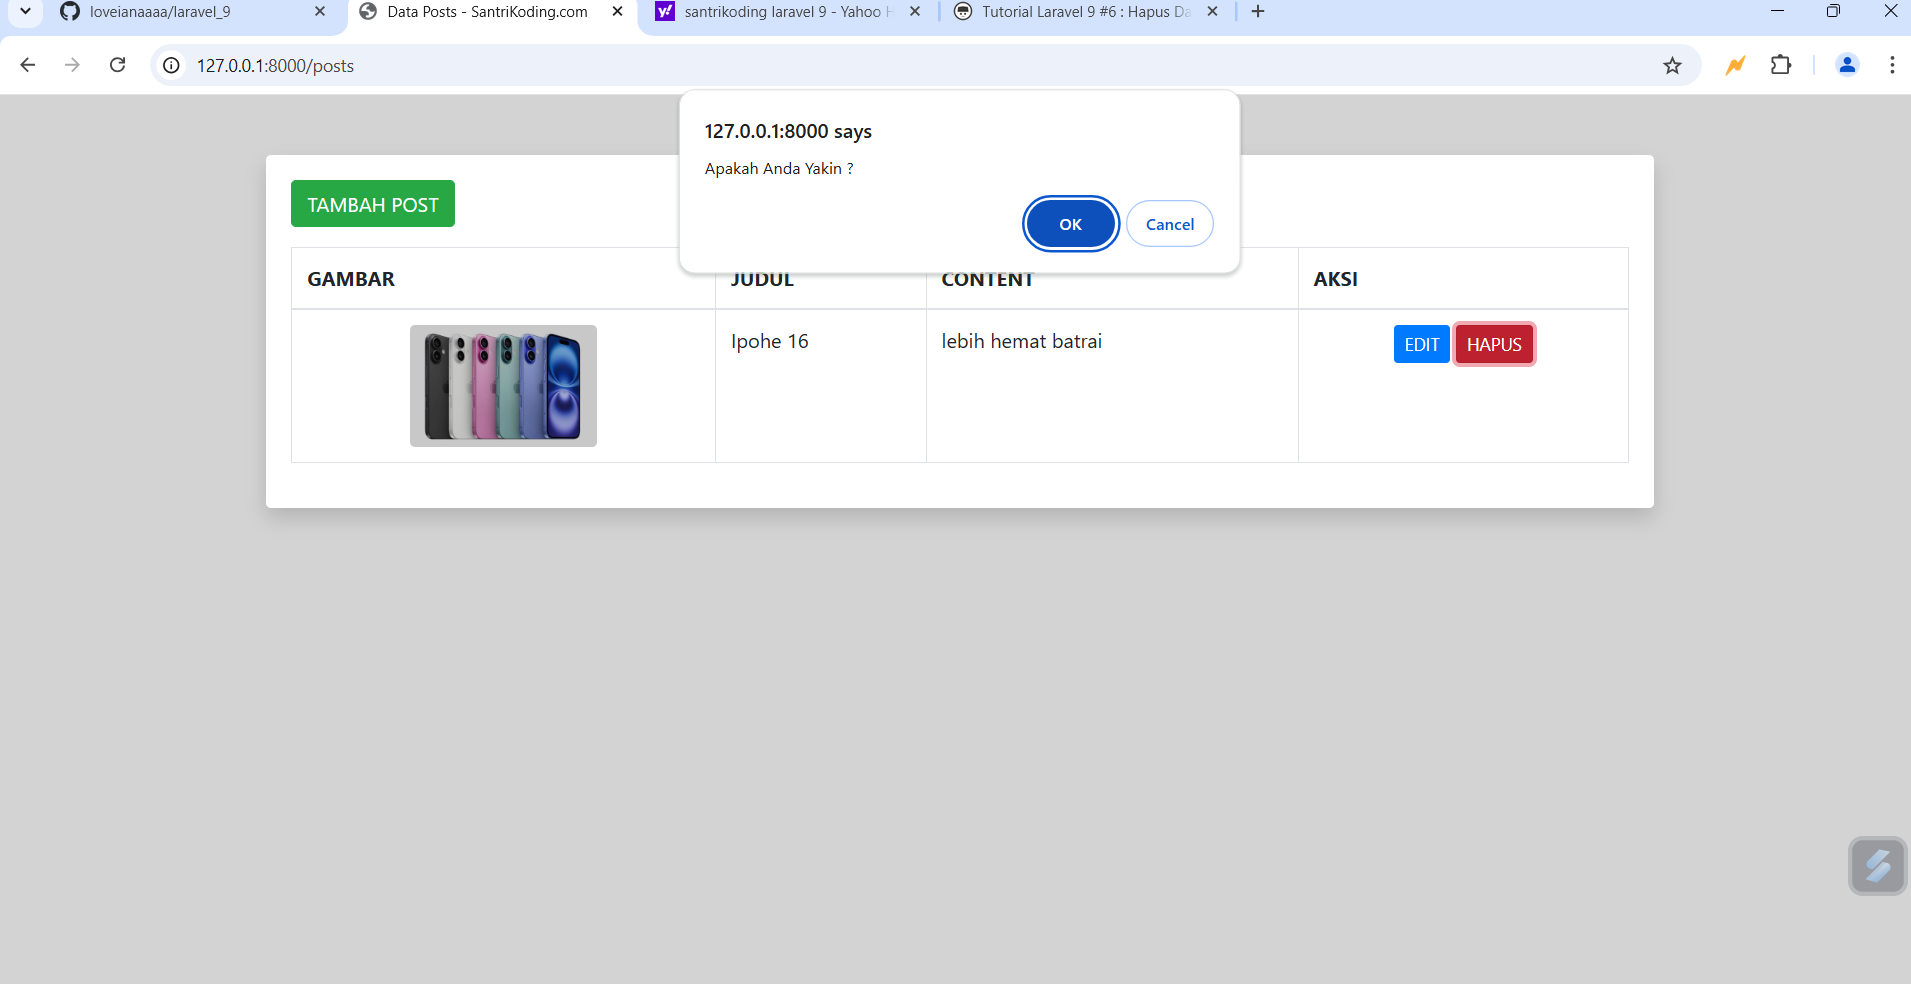 loveianaaaa/laravel_9
Data Posts - SantriKoding.com
santrikoding laravel 9 - Yahoo
Tutorial Laravel 9 #6 : Hapus Da
127.0.0.1:8000/posts
127.0.0.1:8000 says
Apakah Anda Yakin ?
OK
Cancel
TAMBAH POST
GAMBAR
JUDUL
CONTENT
AKSI
Ipohe 16
lebih hemat batrai
EDIT
HAPUS